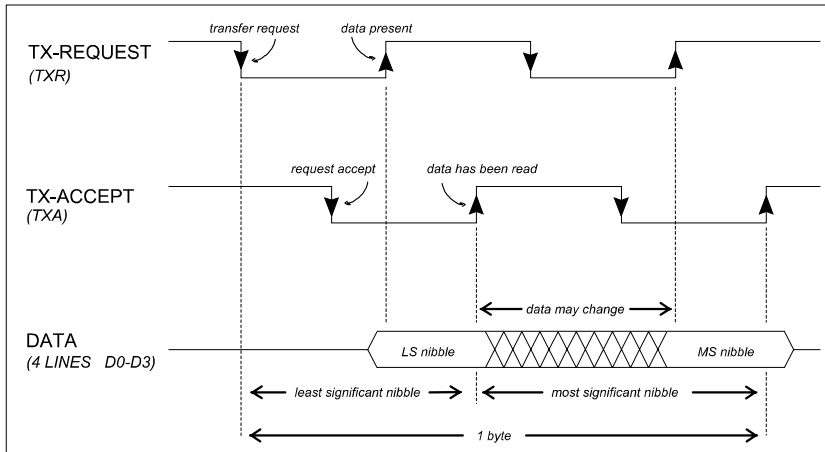 transfer request
data present
TX-REQUEST
(TXR)
request accept
data has been read
TX-ACCEPT
(TXA)
data may change
DATA
(4 LINES D0-D3)
LS nibble
MS nibble
least significant nibble
most significant nibble
1 byte